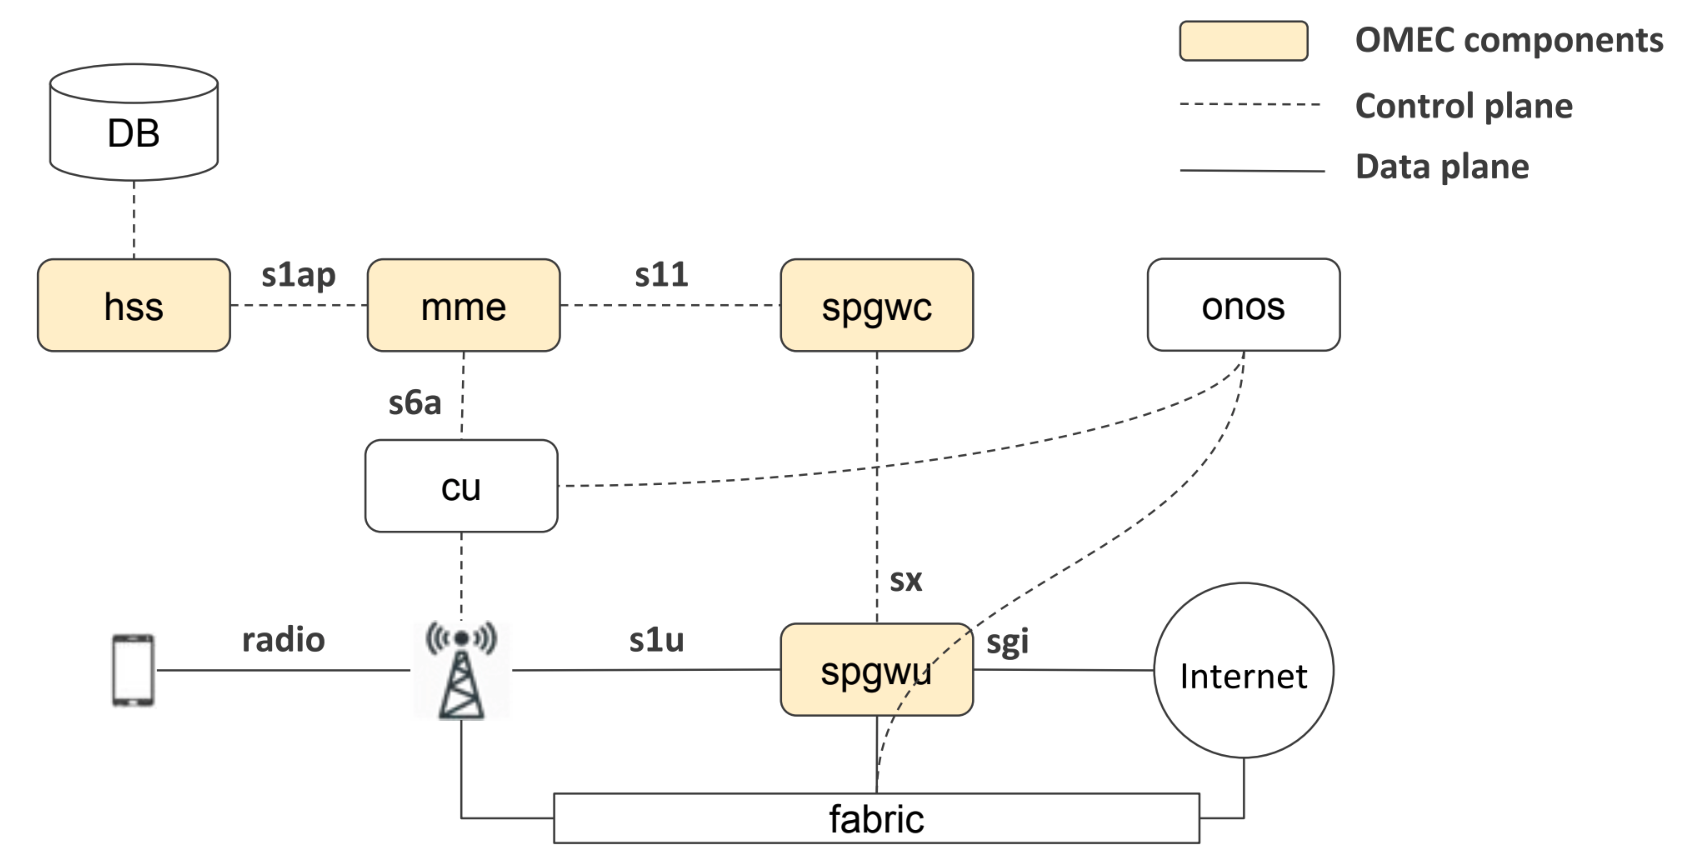 OMEC components
Control plane
Data plane
DB
hss
s1ap
mme
s11
spgwc
onos
s6a
cu
sx
radio
s1u
spgwu
sgi
Internet
fabric